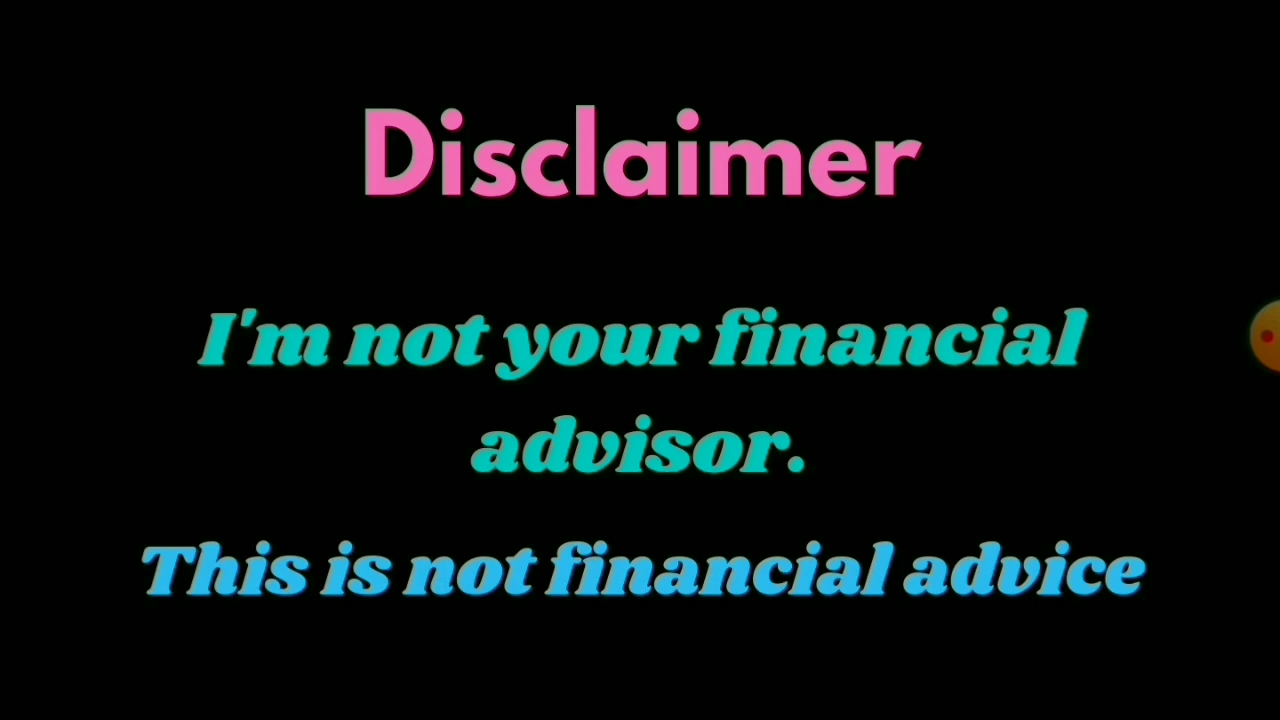 Disclaimer
I'm not your financial
advisor.
This is not financial advice